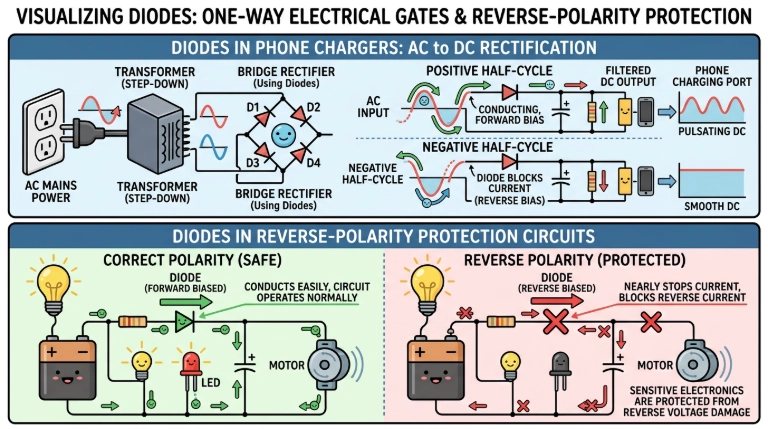 VISUALIZING DIODES: ONE-WAY ELECTRICAL GATES & REVERSE-POLARITY PROTECTION
DIODES IN PHONE CHARGERS: AC to DC RECTIFICATION
TRANSFORMER
(STEP-DOWN)
BRIDGE RECTIFIER
(Using Diodes)
D1
D2
D3
D4
AC MAINS
POWER
TRANSFORMER
(STEP-DOWN)
BRIDGE RECTIFIER
(Using Diodes)
POSITIVE HALF-CYCLE
AC
INPUT
CONDUCTING,
FORWARD BIAS
+
FILTERED
DC OUTPUT
PHONE
CHARGING PORT
PULSATING DC
NEGATIVE HALF-CYCLE
NEGATIVE
HALF-CYCLE
DIODE BLOCKS
CURRENT
(REVERSE BIAS)
+
SMOOTH DC
DIODES IN REVERSE-POLARITY PROTECTION CIRCUITS
CORRECT POLARITY (SAFE)
DIODE
(FORWARD BIASED)
CONDUCTS EASILY, CIRCUIT
OPERATES NORMALLY
+ −
LED
+
MOTOR
REVERSE POLARITY (PROTECTED)
DIODE
(REVERSE BIASED)
NEARLY STOPS CURRENT,
BLOCKS REVERSE CURRENT
− +
+
MOTOR
SENSITIVE ELECTRONICS
ARE PROTECTED FROM
REVERSE VOLTAGE DAMAGE